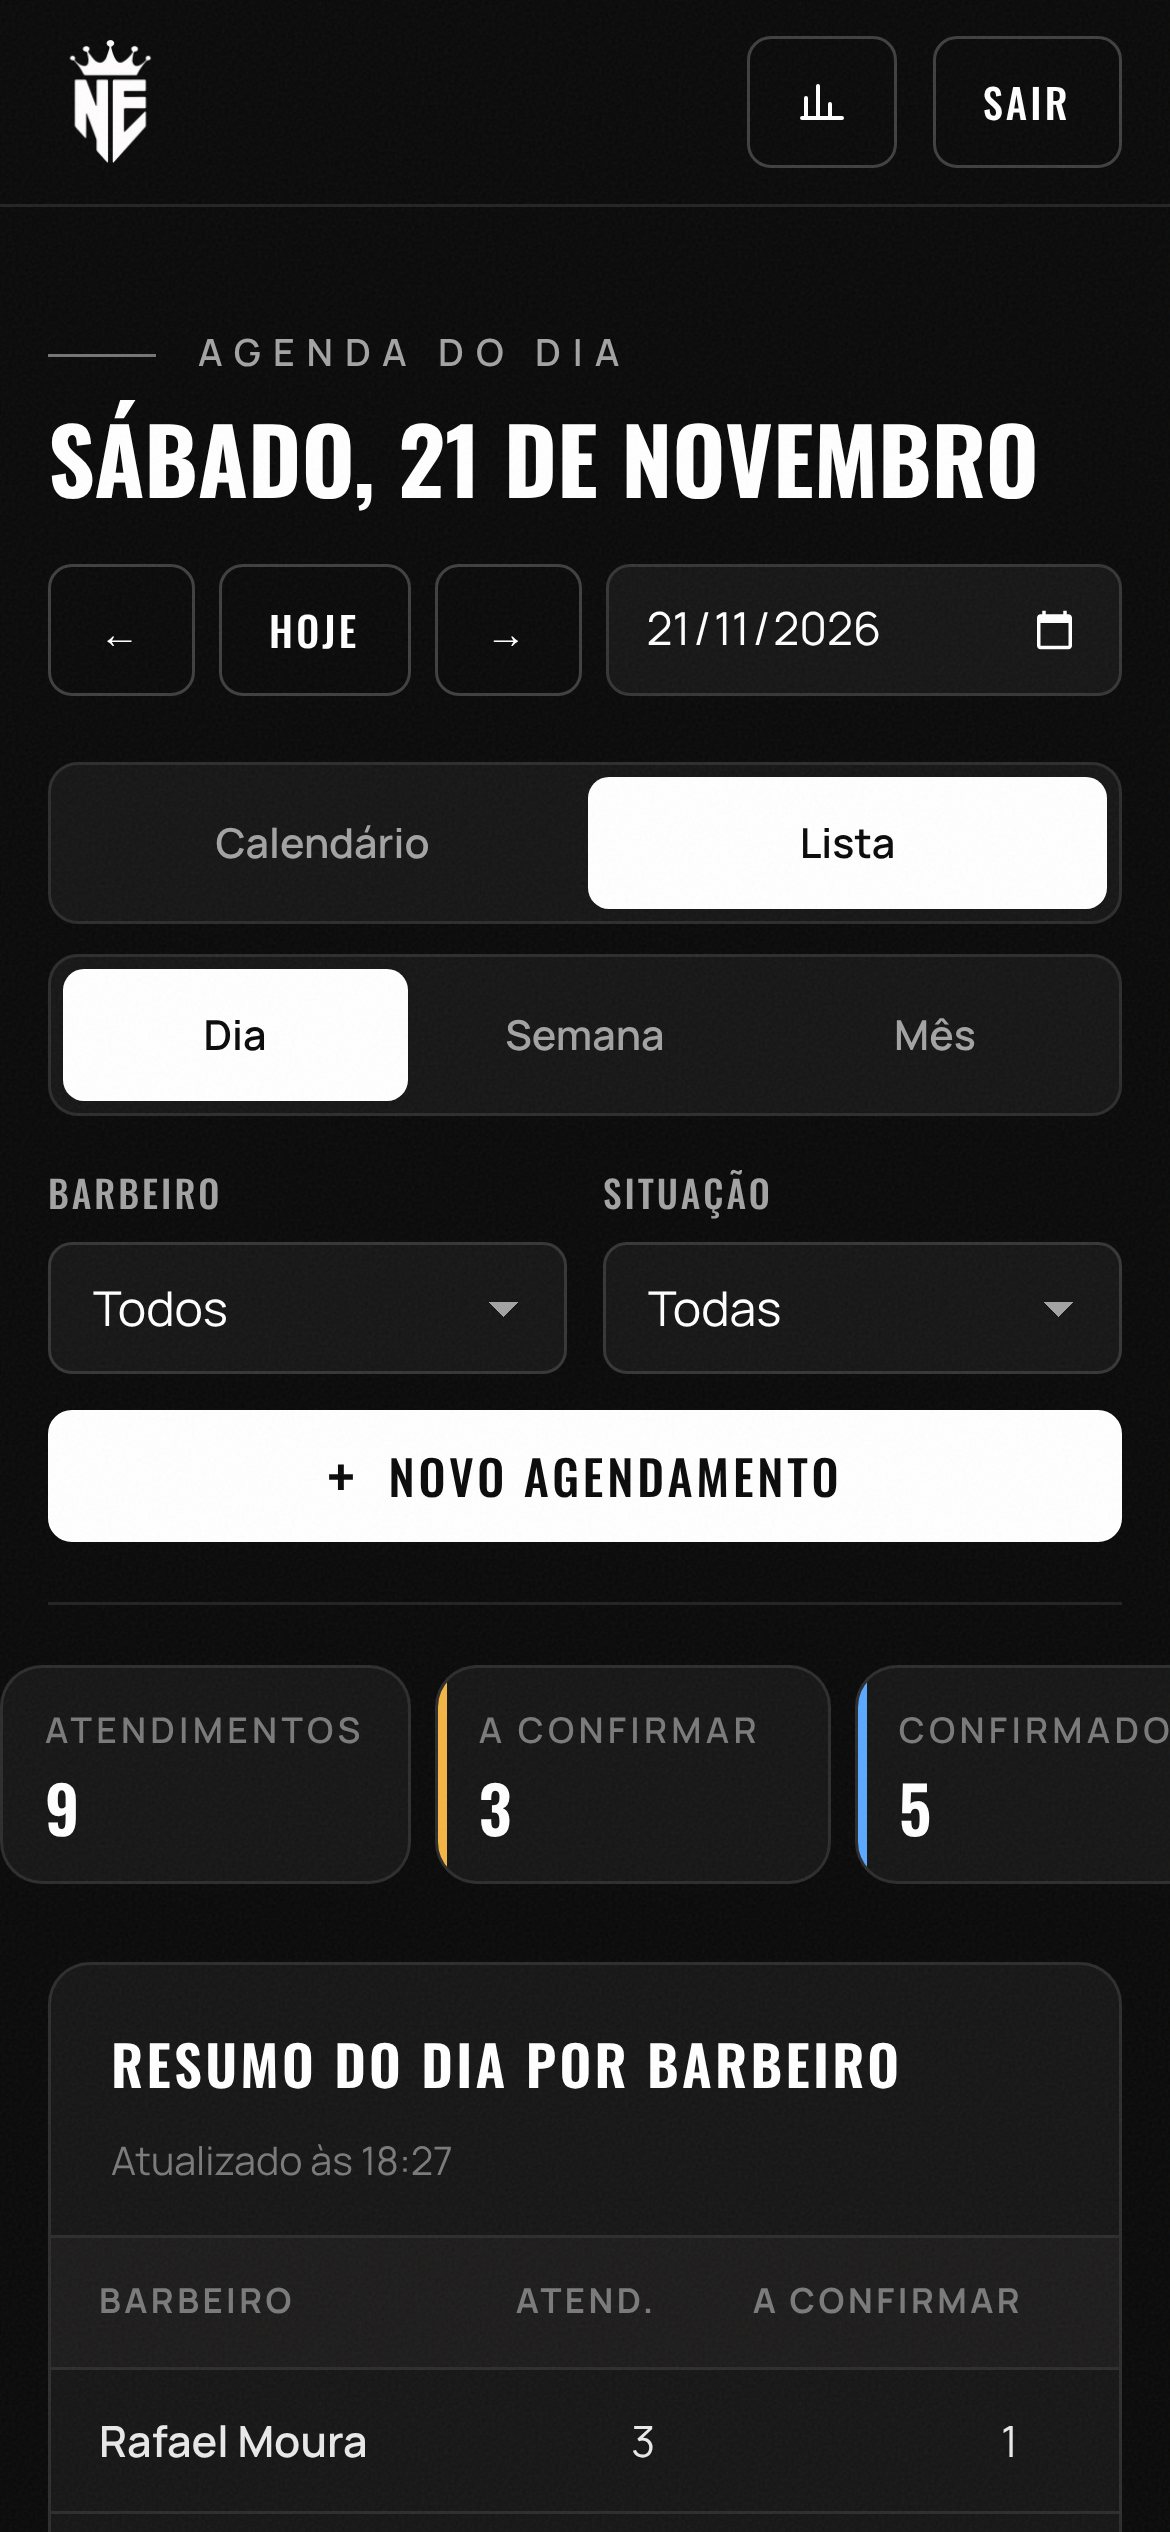 NE
SAIR
AGENDA DO DIA
SÁBADO, 21 DE NOVEMBRO
← HOJE → 21/11/2026
Calendário Lista
Dia Semana Mês
BARBEIRO SITUAÇÃO
Todos Todas
+ NOVO AGENDAMENTO
ATENDIMENTOS A CONFIRMAR CONFIRMADO
9 3 5
RESUMO DO DIA POR BARBEIRO
Atualizado às 18:27
BARBEIRO ATEND. A CONFIRMAR
Rafael Moura 3 1